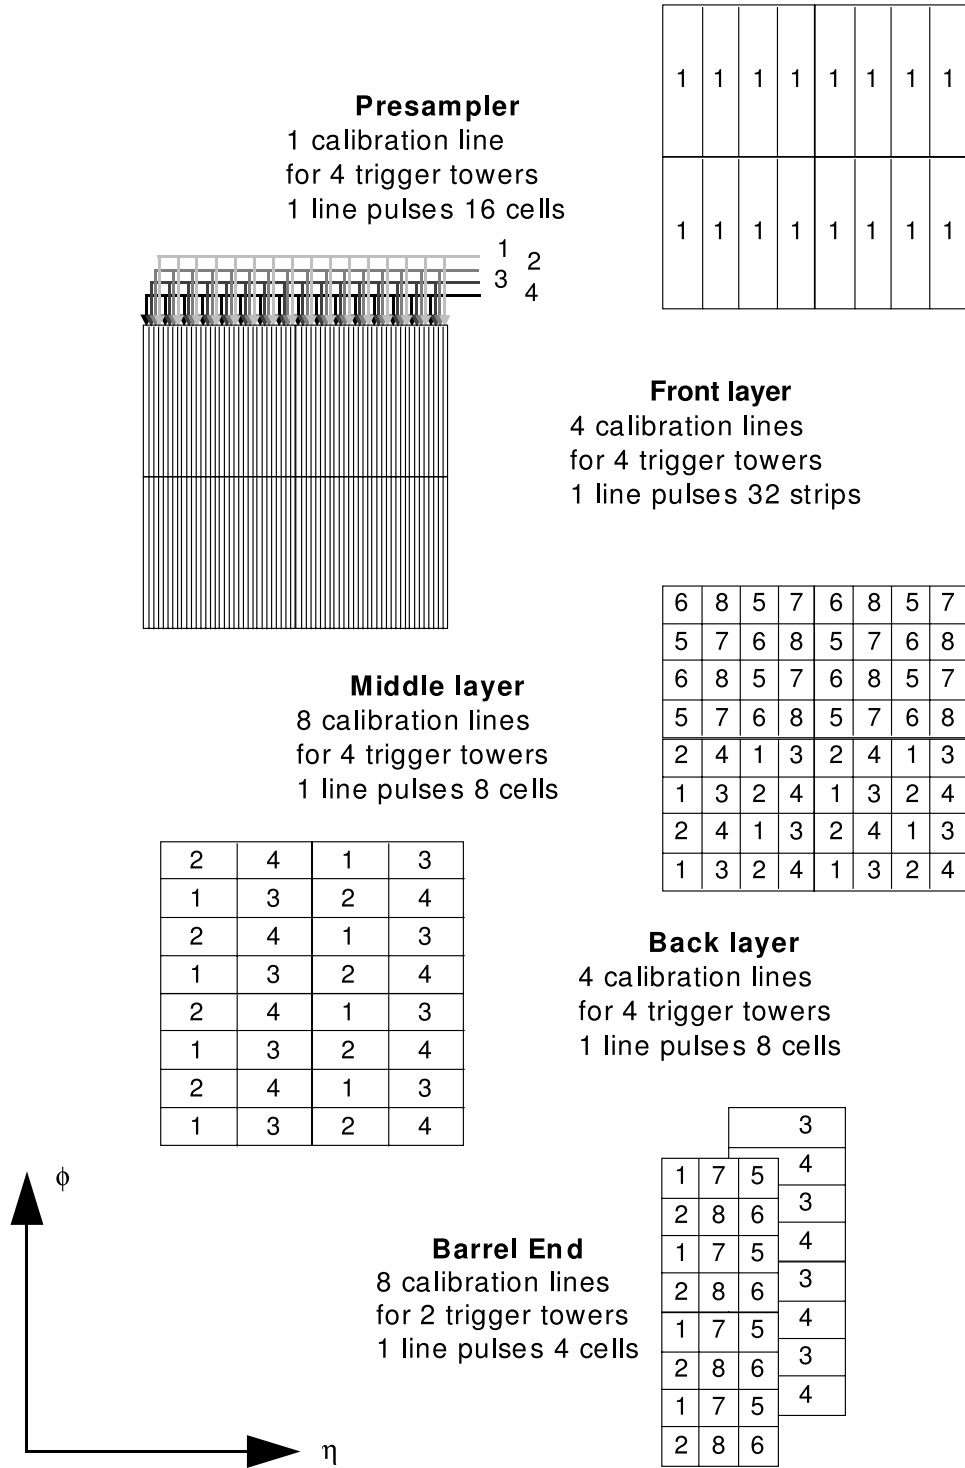 1 1 1 1 1 1 1 1
Presampler
1 calibration line
for 4 trigger towers
1 line pulses 16 cells
1 1 1 1 1 1 1 1
1
2
3
4
Front layer
4 calibration lines
for 4 trigger towers
1 line pulses 32 strips
6 8 5 7 6 8 5 7
5 7 6 8 5 7 6 8
6 8 5 7 6 8 5 7
5 7 6 8 5 7 6 8
2 4 1 3 2 4 1 3
1 3 2 4 1 3 2 4
2 4 1 3 2 4 1 3
1 3 2 4 1 3 2 4
Middle layer
8 calibration lines
for 4 trigger towers
1 line pulses 8 cells
2 4 1 3
1 3 2 4
2 4 1 3
1 3 2 4
2 4 1 3
1 3 2 4
2 4 1 3
1 3 2 4
Back layer
4 calibration lines
for 4 trigger towers
1 line pulses 8 cells
3
4
3
4
3
4
3
4
1 7 5
2 8 6
1 7 5
2 8 6
1 7 5
2 8 6
1 7 5
2 8 6
Barrel End
8 calibration lines
for 2 trigger towers
1 line pulses 4 cells
ϕ
η